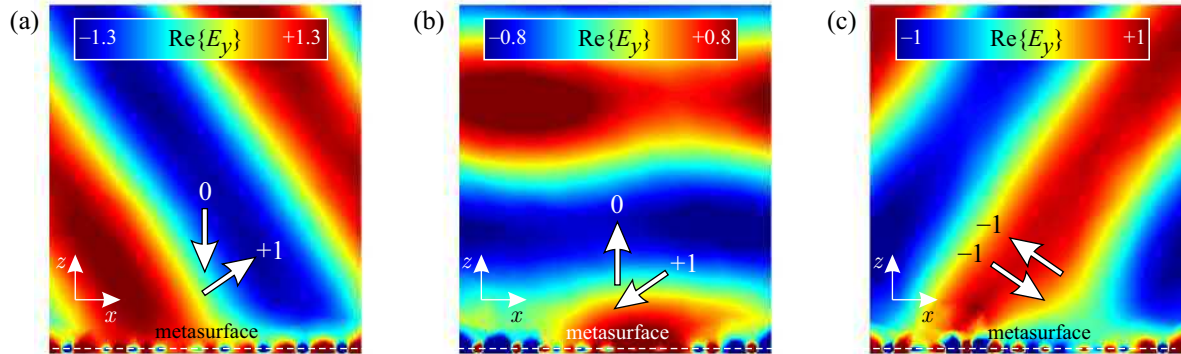 (a)
−1.3 Re{Ey} +1.3
0
+1
z
x
metasurface
(b)
−0.8 Re{Ey} +0.8
0
+1
z
x
metasurface
(c)
−1 Re{Ey} +1
−1
−1
z
x
metasurface